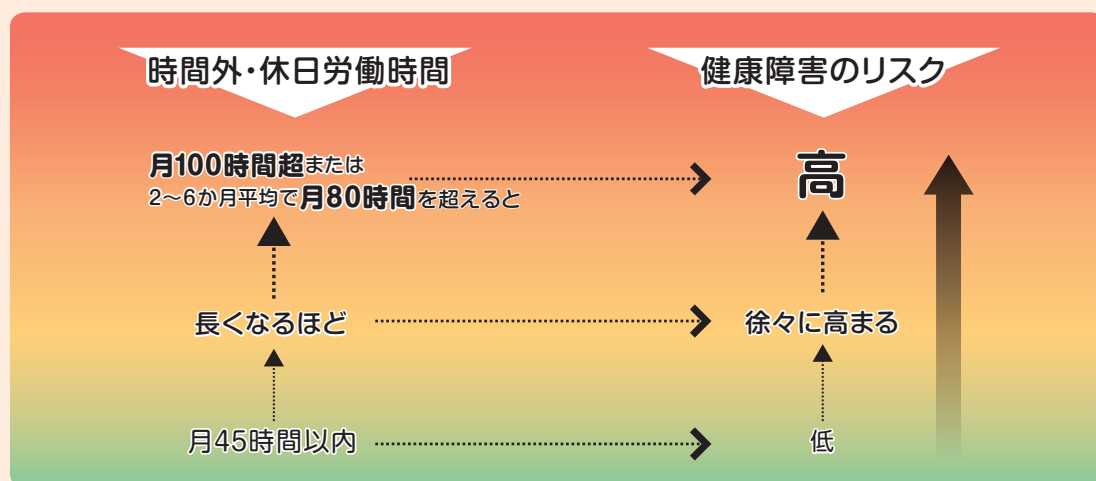 時間外・休日労働時間
健康障害のリスク
月100時間超または
2～6か月平均で月80時間を超えると
高
長くなるほど
徐々に高まる
月45時間以内
低